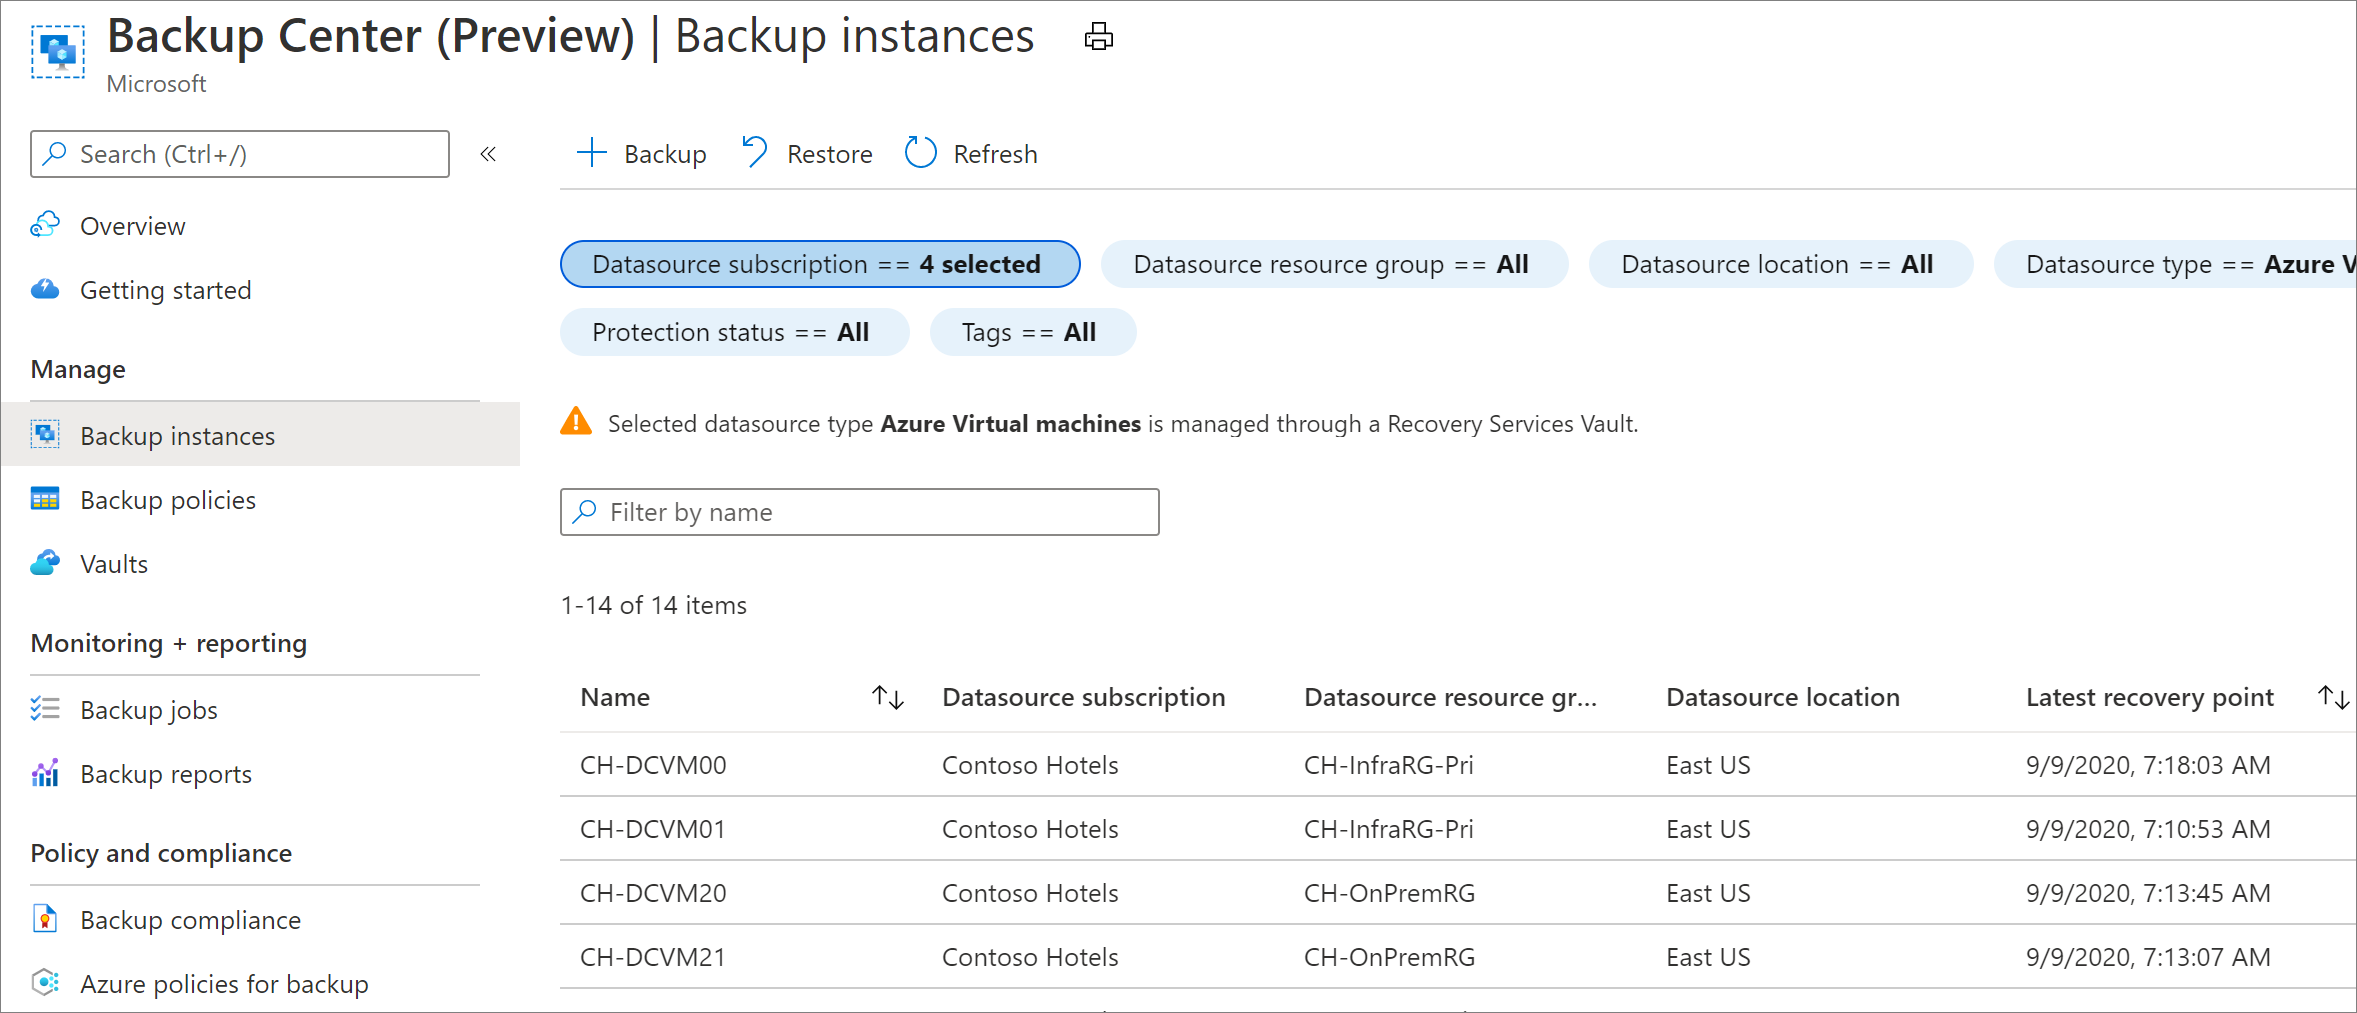 Backup Center (Preview) | Backup instances
Microsoft
Search (Ctrl+/)
«
Backup
Restore
Refresh
Overview
Getting started
Manage
Backup instances
Backup policies
Vaults
Monitoring + reporting
Backup jobs
Backup reports
Policy and compliance
Backup compliance
Azure policies for backup
Datasource subscription == 4 selected
Datasource resource group == All
Datasource location == All
Datasource type == Azure V
Protection status == All
Tags == All
Selected datasource type Azure Virtual machines is managed through a Recovery Services Vault.
Filter by name
1-14 of 14 items
Name Datasource subscription Datasource resource gr... Datasource location Latest recovery point
CH-DCVM00 Contoso Hotels CH-InfraRG-Pri East US 9/9/2020, 7:18:03 AM
CH-DCVM01 Contoso Hotels CH-InfraRG-Pri East US 9/9/2020, 7:10:53 AM
CH-DCVM20 Contoso Hotels CH-OnPremRG East US 9/9/2020, 7:13:45 AM
CH-DCVM21 Contoso Hotels CH-OnPremRG East US 9/9/2020, 7:13:07 AM